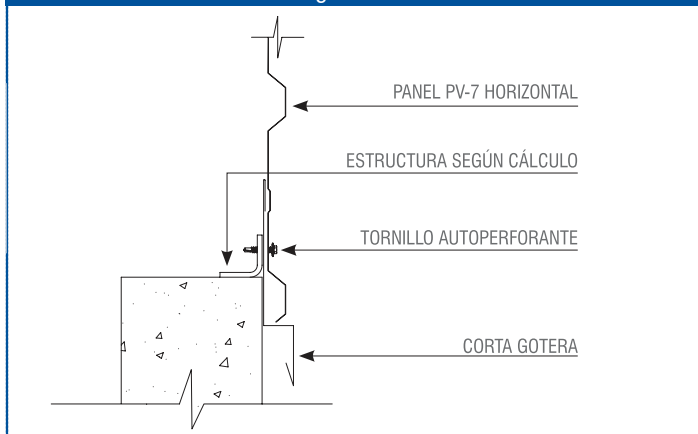 PANEL PV-7 HORIZONTAL
ESTRUCTURA SEGÚN CÁLCULO
TORNILLO AUTOPERFORANTE
CORTA GOTERA